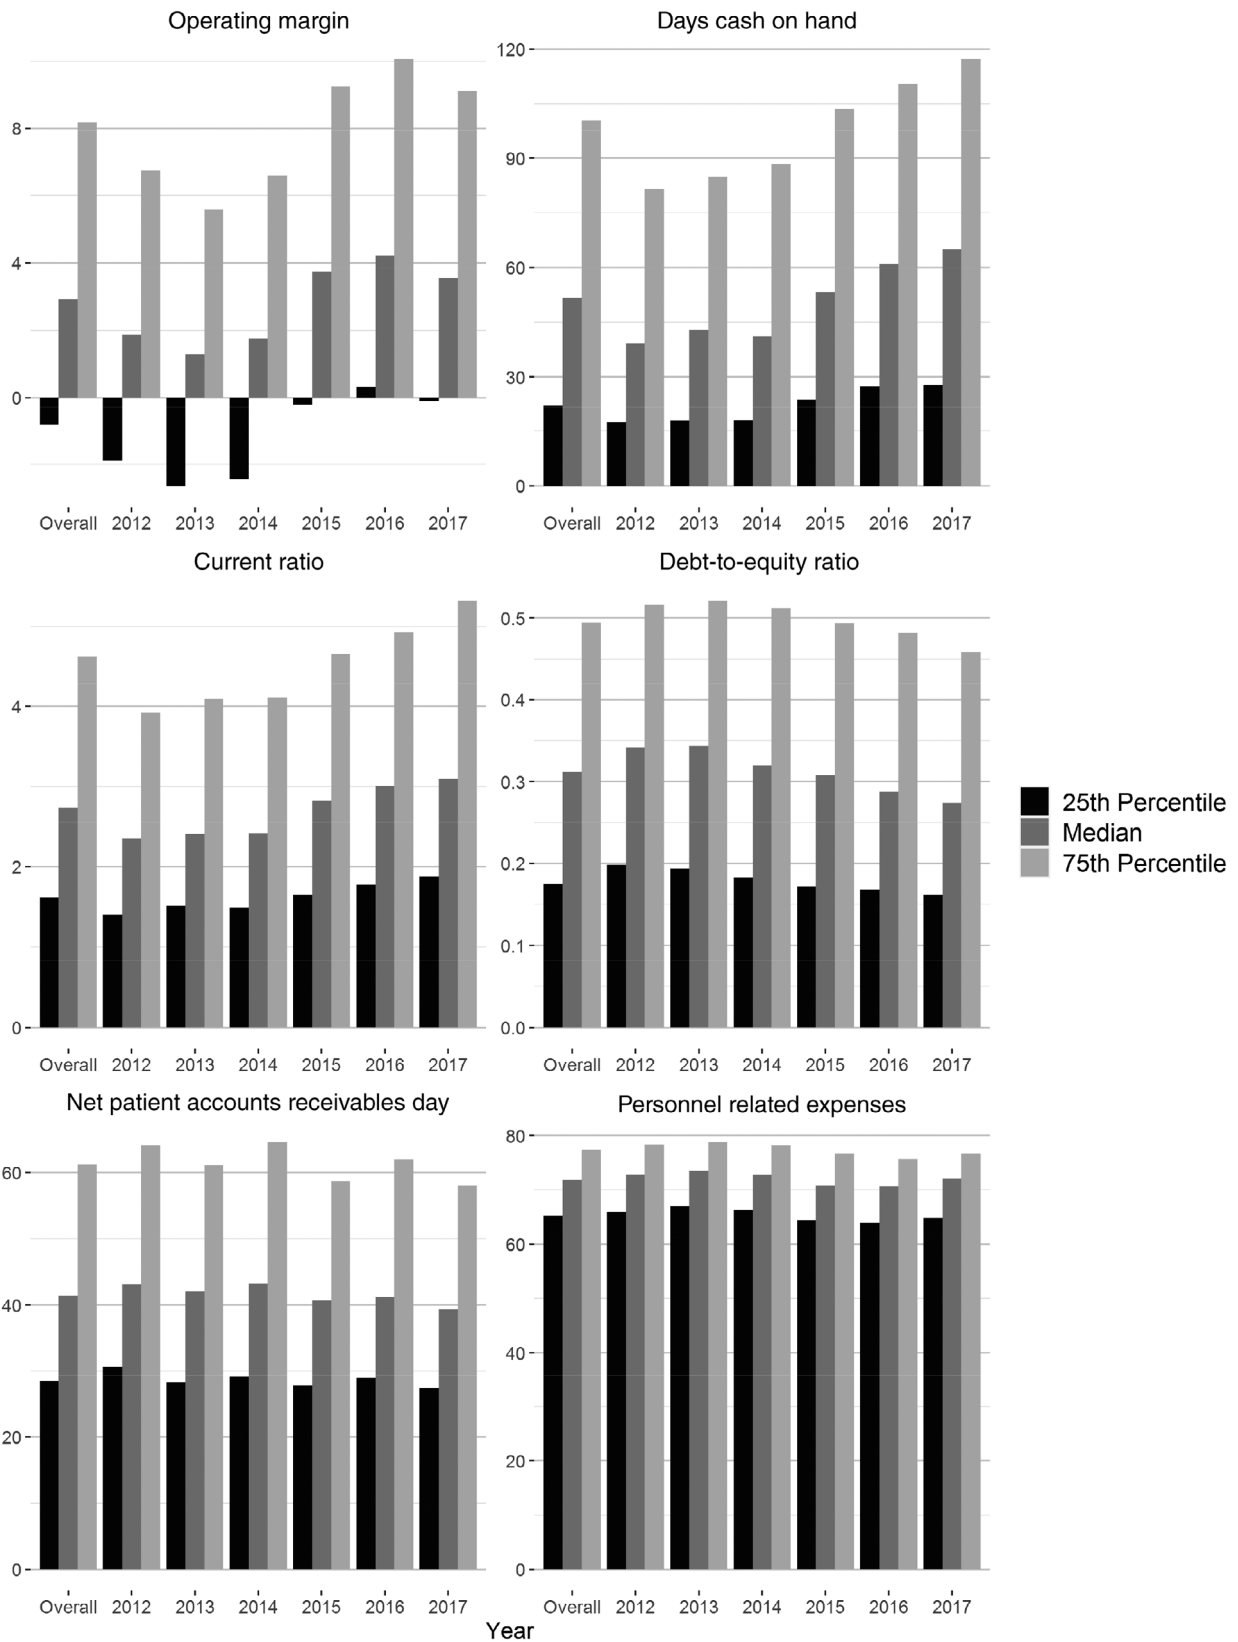 Operating margin
8
4
0
Overall 2012 2013 2014 2015 2016 2017
Days cash on hand
120
90
60
30
0
Overall 2012 2013 2014 2015 2016 2017
Current ratio
4
2
0
Overall 2012 2013 2014 2015 2016 2017
Debt-to-equity ratio
0.5
0.4
0.3
0.2
0.1
0.0
Overall 2012 2013 2014 2015 2016 2017
25th Percentile
Median
75th Percentile
Net patient accounts receivables day
60
40
20
0
Overall 2012 2013 2014 2015 2016 2017
Personnel related expenses
80
60
40
20
0
Overall 2012 2013 2014 2015 2016 2017
Year